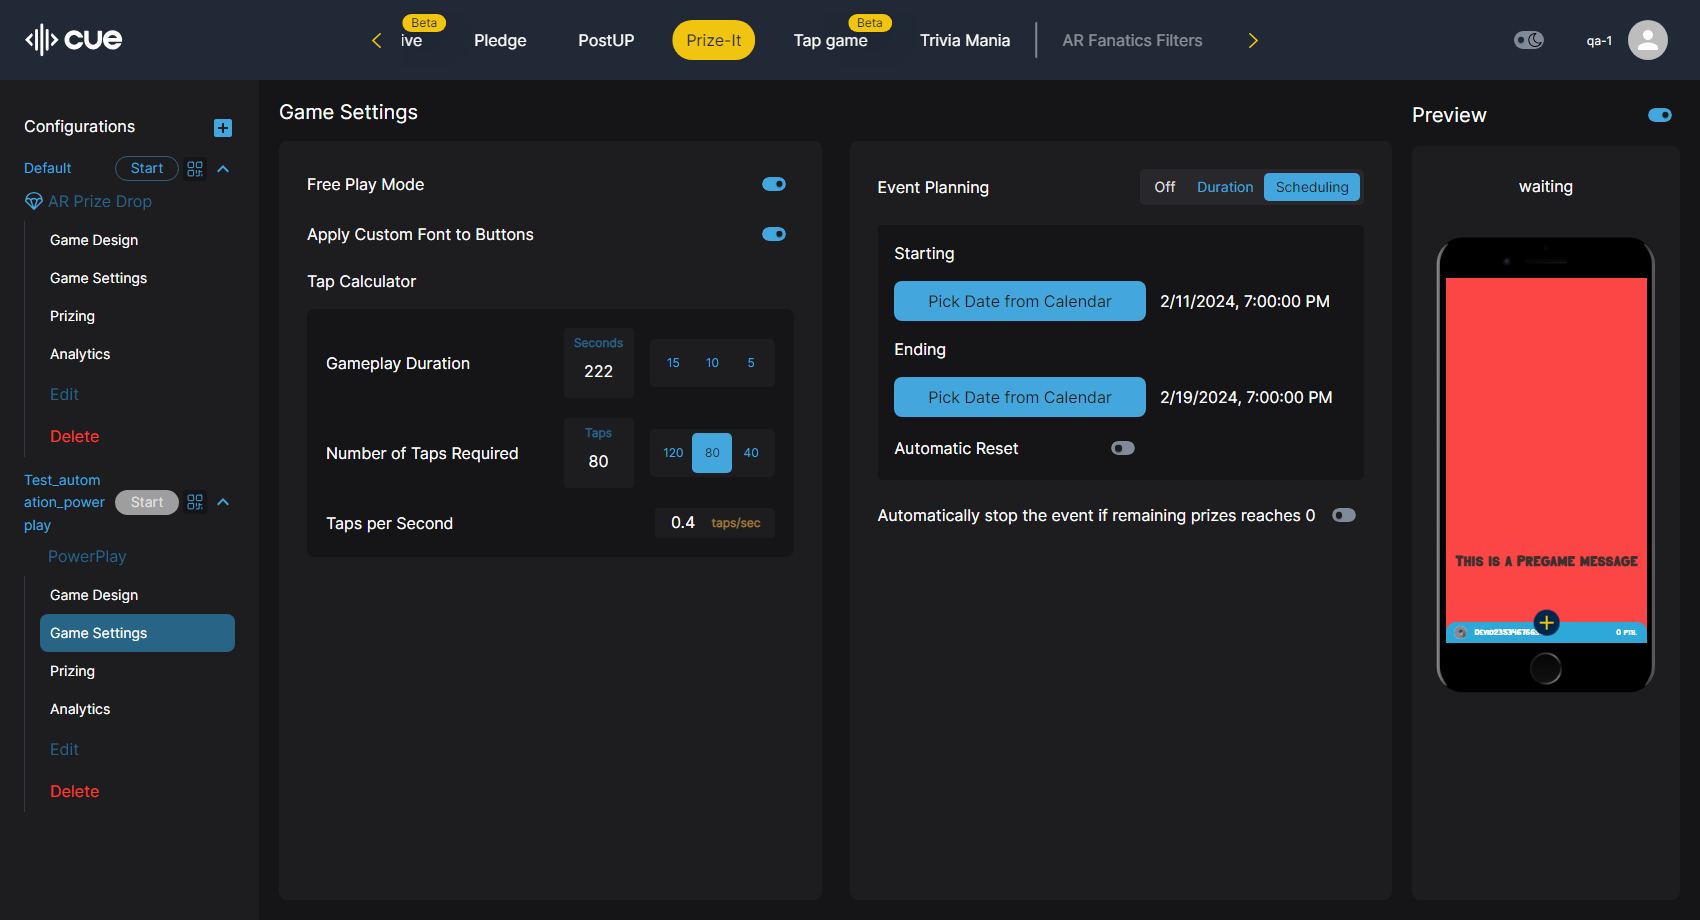 cue
Beta
ive
Pledge
PostUP
Prize-It
Beta
Tap game
Trivia Mania
AR Fanatics Filters
qa-1
Configurations
Default
Start
AR Prize Drop
Game Design
Game Settings
Prizing
Analytics
Edit
Delete
Test_autom
ation_power
play
Start
PowerPlay
Game Design
Game Settings
Prizing
Analytics
Edit
Delete
Game Settings
Free Play Mode
Apply Custom Font to Buttons
Tap Calculator
Gameplay Duration
Seconds
222
15 10 5
Number of Taps Required
Taps
80
120 80 40
Taps per Second
0.4 taps/sec
Event Planning
Off Duration Scheduling
Starting
Pick Date from Calendar 2/11/2024, 7:00:00 PM
Ending
Pick Date from Calendar 2/19/2024, 7:00:00 PM
Automatic Reset
Automatically stop the event if remaining prizes reaches 0
Preview
waiting
This is a Pregame message
0 pts.